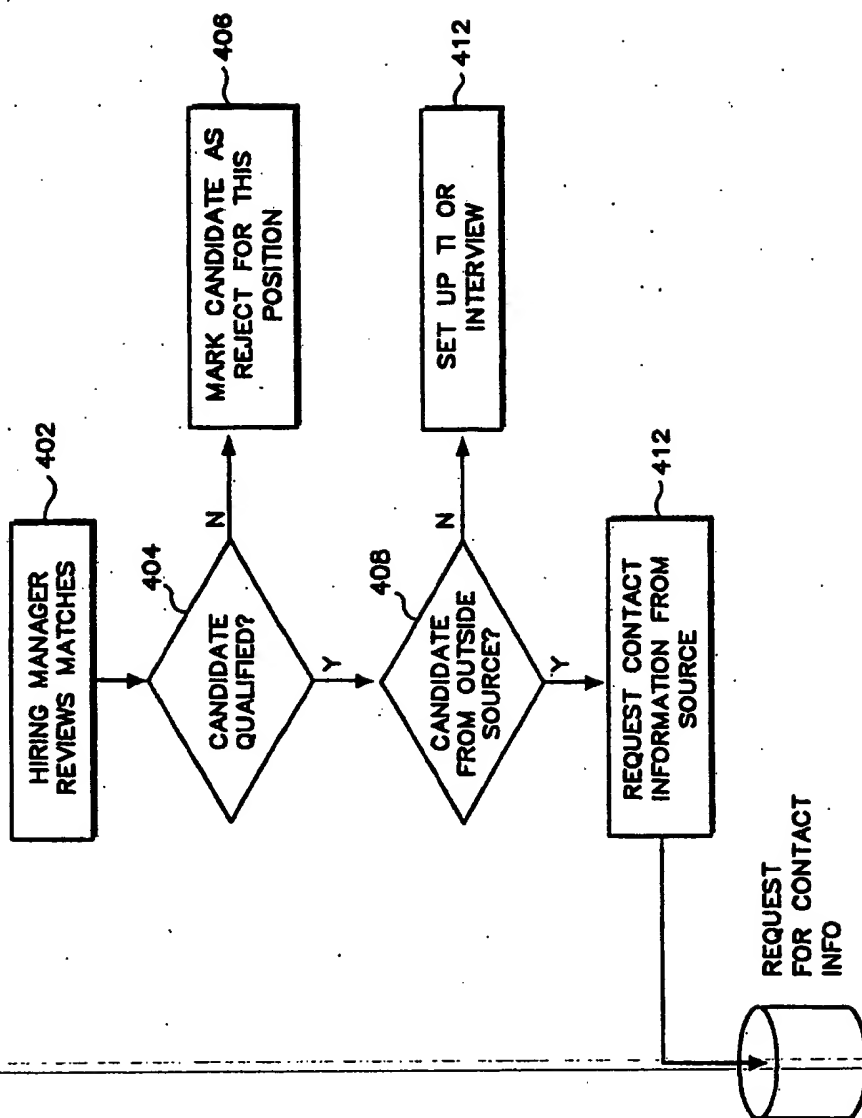 HIRING MANAGER
REVIEWS MATCHES
402
404
CANDIDATE
QUALIFIED?
N
Y
MARK CANDIDATE AS
REJECT FOR THIS
POSITION
406
408
CANDIDATE
FROM OUTSIDE
SOURCE?
N
Y
SET UP TI OR
INTERVIEW
412
REQUEST CONTACT
INFORMATION FROM
SOURCE
412
REQUEST
FOR CONTACT
INFO